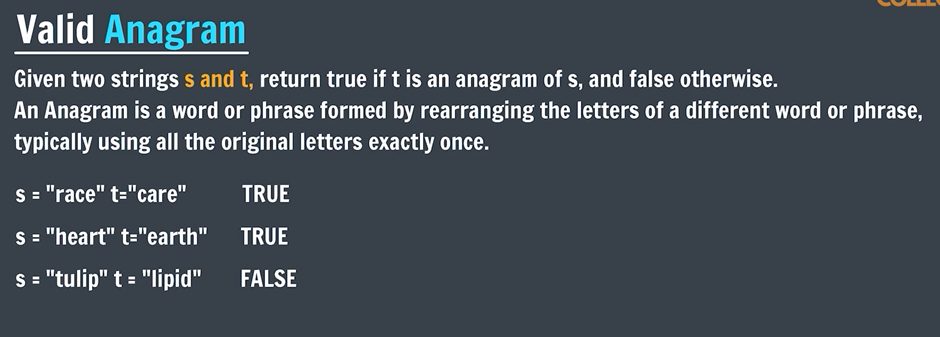 Valid Anagram
Given two strings s and t, return true if t is an anagram of s, and false otherwise.
An Anagram is a word or phrase formed by rearranging the letters of a different word or phrase,
typically using all the original letters exactly once.
s = "race" t="care" TRUE
s = "heart" t="earth" TRUE
s = "tulip" t = "lipid" FALSE